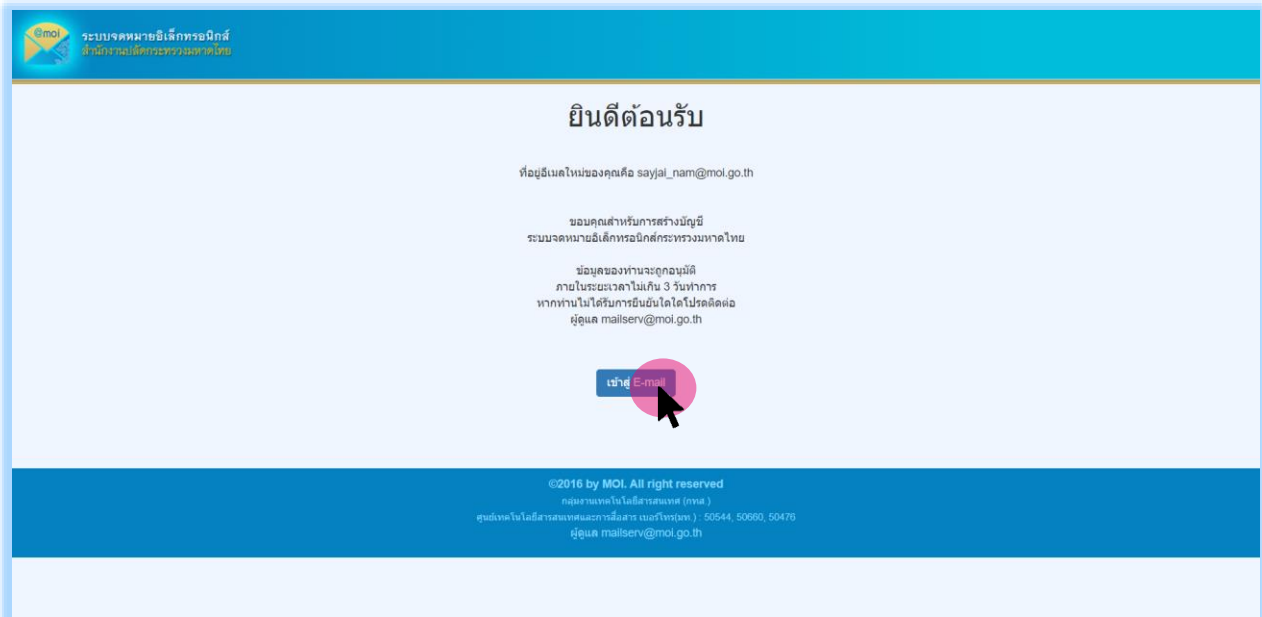 @moi
ระบบจดหมายอิเล็กทรอนิกส์
สำนักงานปลัดกระทรวงมหาดไทย
ยินดีต้อนรับ
ที่อยู่อีเมลใหม่ของคุณคือ sayjai_nam@moi.go.th
ขอบคุณสำหรับการสร้างบัญชี
ระบบจดหมายอิเล็กทรอนิกส์กระทรวงมหาดไทย
ข้อมูลของท่านจะถูกอนุมัติ
ภายในระยะเวลาไม่เกิน 3 วันทำการ
หากท่านไม่ได้รับการยืนยันใดใดโปรดติดต่อ
ผู้ดูแล mailserv@moi.go.th
เข้าสู่ E-mail
©2016 by MOI. All right reserved
กลุ่มงานเทคโนโลยีสารสนเทศ (กทส.)
ศูนย์เทคโนโลยีสารสนเทศและการสื่อสาร เบอร์โทร(มท.) : 50544, 50660, 50476
ผู้ดูแล mailserv@moi.go.th